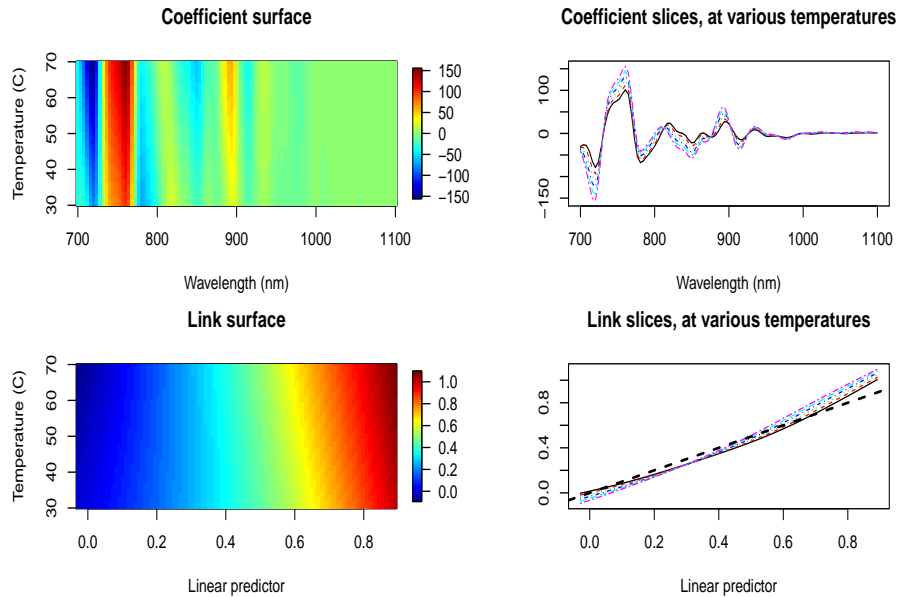 Coefficient surface
Temperature (C)
70
60
50
40
30
700 800 900 1000 1100
Wavelength (nm)
150
100
50
0
−50
−100
−150
Coefficient slices, at various temperatures
100
0
−150
700 800 900 1000 1100
Wavelength (nm)
Link surface
Temperature (C)
70
60
50
40
30
0.0 0.2 0.4 0.6 0.8
Linear predictor
1.0
0.8
0.6
0.4
0.2
0.0
Link slices, at various temperatures
0.8
0.4
0.0
0.0 0.2 0.4 0.6 0.8
Linear predictor